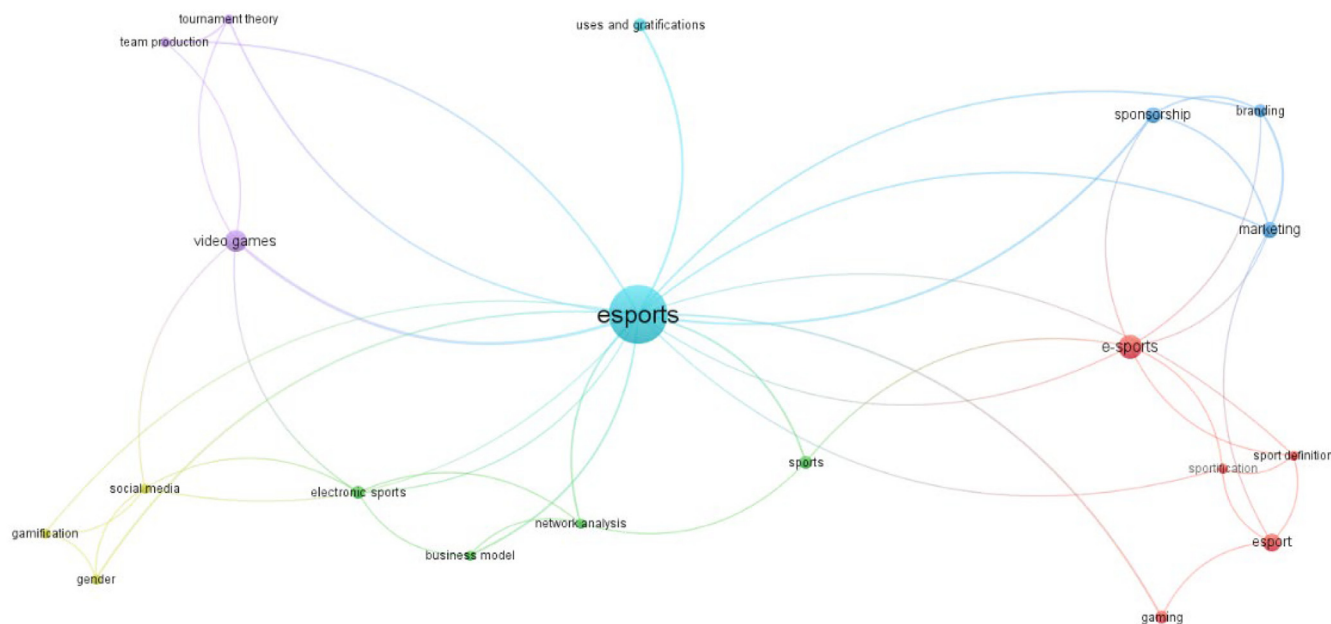 tournament theory
uses and gratifications
team production
sponsorship
branding
marketing
video games
esports
e-sports
sport definition
sports
sportification
social media
electronic sports
network analysis
gamification
esport
business model
gender
gaming